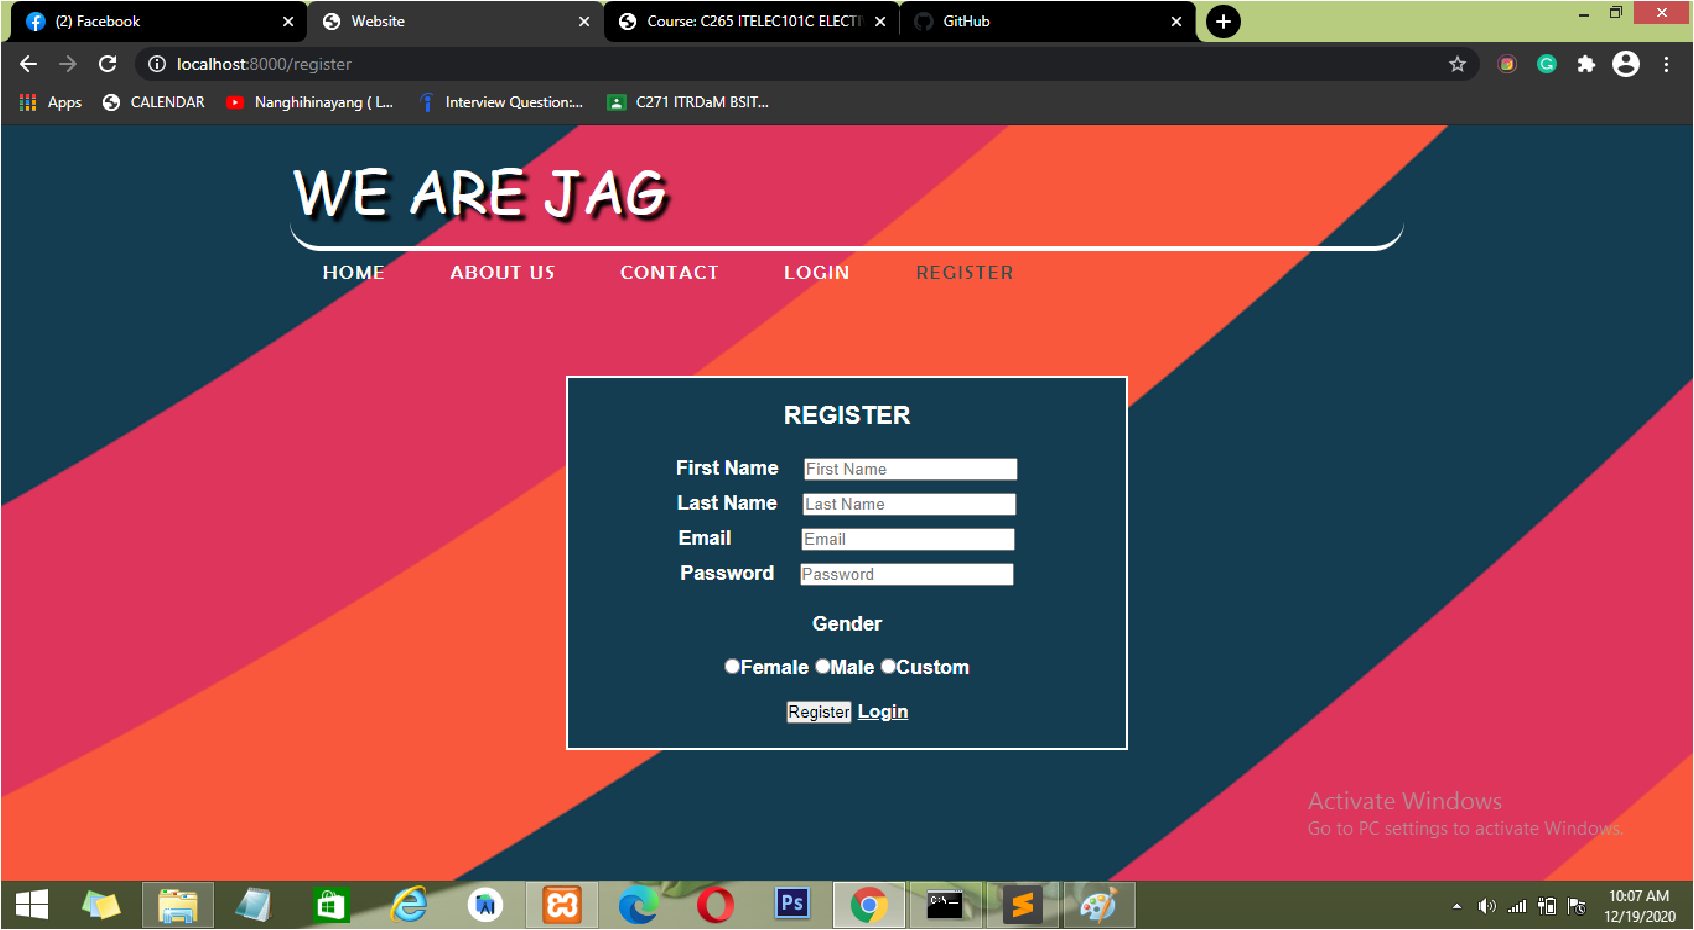 (2) Facebook
Website
Course: C265 ITELEC101C ELECTI
GitHub
localhost:8000/register
Apps
CALENDAR
Nanghihinayang ( L...
Interview Question:...
C271 ITRDaM BSIT...
WE ARE JAG
HOME ABOUT US CONTACT LOGIN REGISTER
REGISTER
First Name First Name
Last Name Last Name
Email Email
Password Password
Gender
Female Male Custom
Register Login
Activate Windows
Go to PC settings to activate Windows.
Ps
C:\_
10:07 AM
12/19/2020